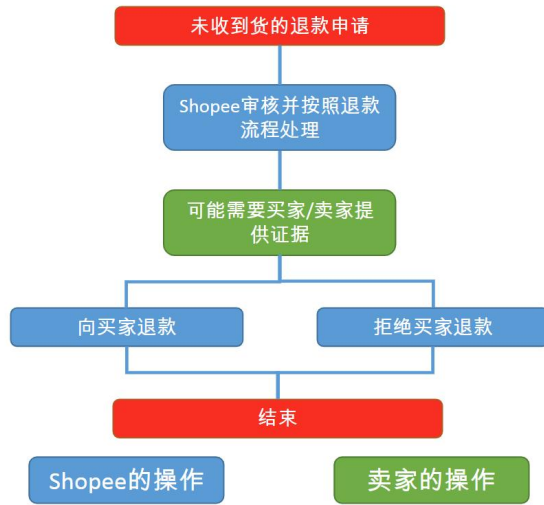 未收到货的退款申请
Shopee审核并按照退款
流程处理
可能需要买家/卖家提
供证据
向买家退款
拒绝买家退款
结束
Shopee的操作
卖家的操作